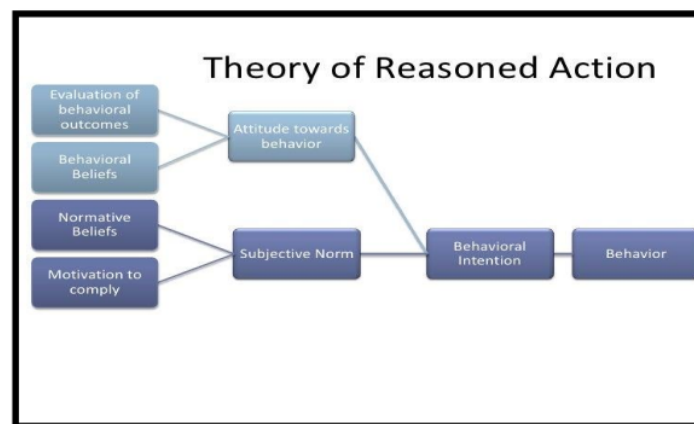 Theory of Reasoned Action
Evaluation of
behavioral
outcomes
Behavioral
Beliefs
Attitude towards
behavior
Normative
Beliefs
Motivation to
comply
Subjective Norm
Behavioral
Intention
Behavior